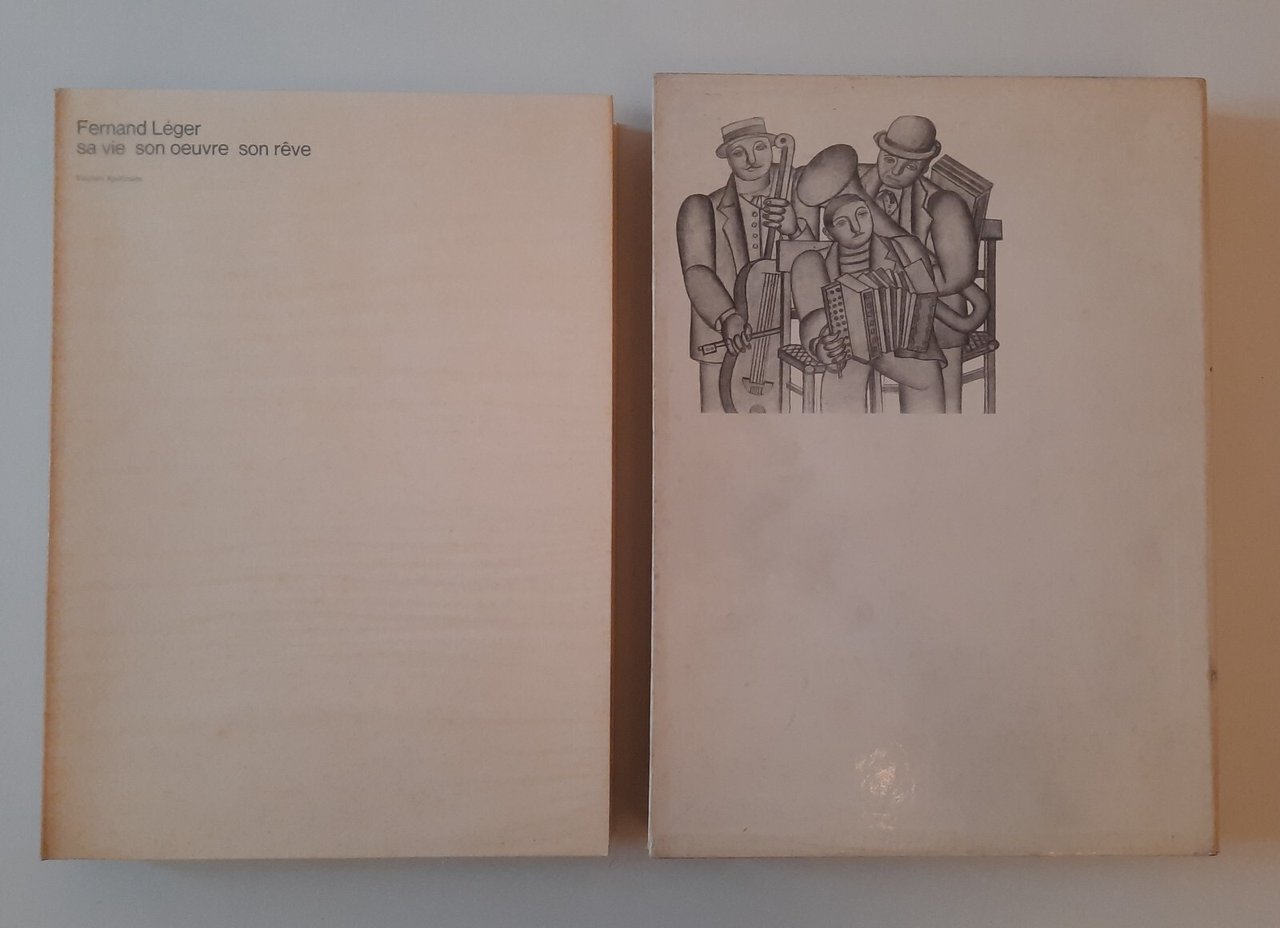 Fernand Léger
sa vie son oeuvre son rêve